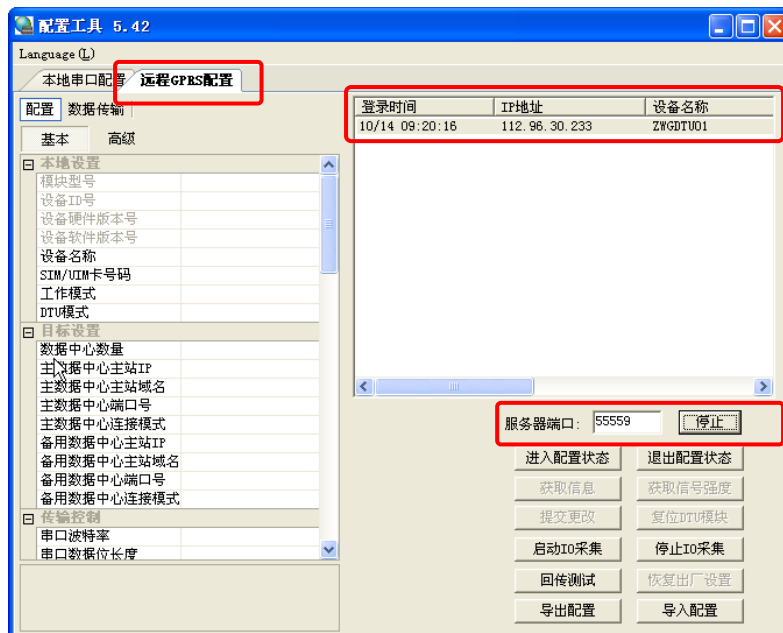 配置工具 5.42
Language (L)
本地串口配置 远程GPRS配置
配置 数据传输
基本 高级
本地设置
模块型号
设备ID号
设备硬件版本号
设备软件版本号
设备名称
SIM/UIM卡号码
工作模式
DTU模式
目标设置
数据中心数量
主数据中心主站IP
主数据中心主站域名
主数据中心端口号
主数据中心连接模式
备用数据中心主站IP
备用数据中心主站域名
备用数据中心端口号
备用数据中心连接模式
传输控制
串口波特率
串口数据位长度
登录时间 IP地址 设备名称
10/14 09:20:16 112.96.30.233 ZWGDTU01
服务器端口: 55559 停止
进入配置状态 退出配置状态
获取信息 获取信号强度
提交更改 复位DTU模块
启动IO采集 停止IO采集
回传测试 恢复出厂设置
导出配置 导入配置